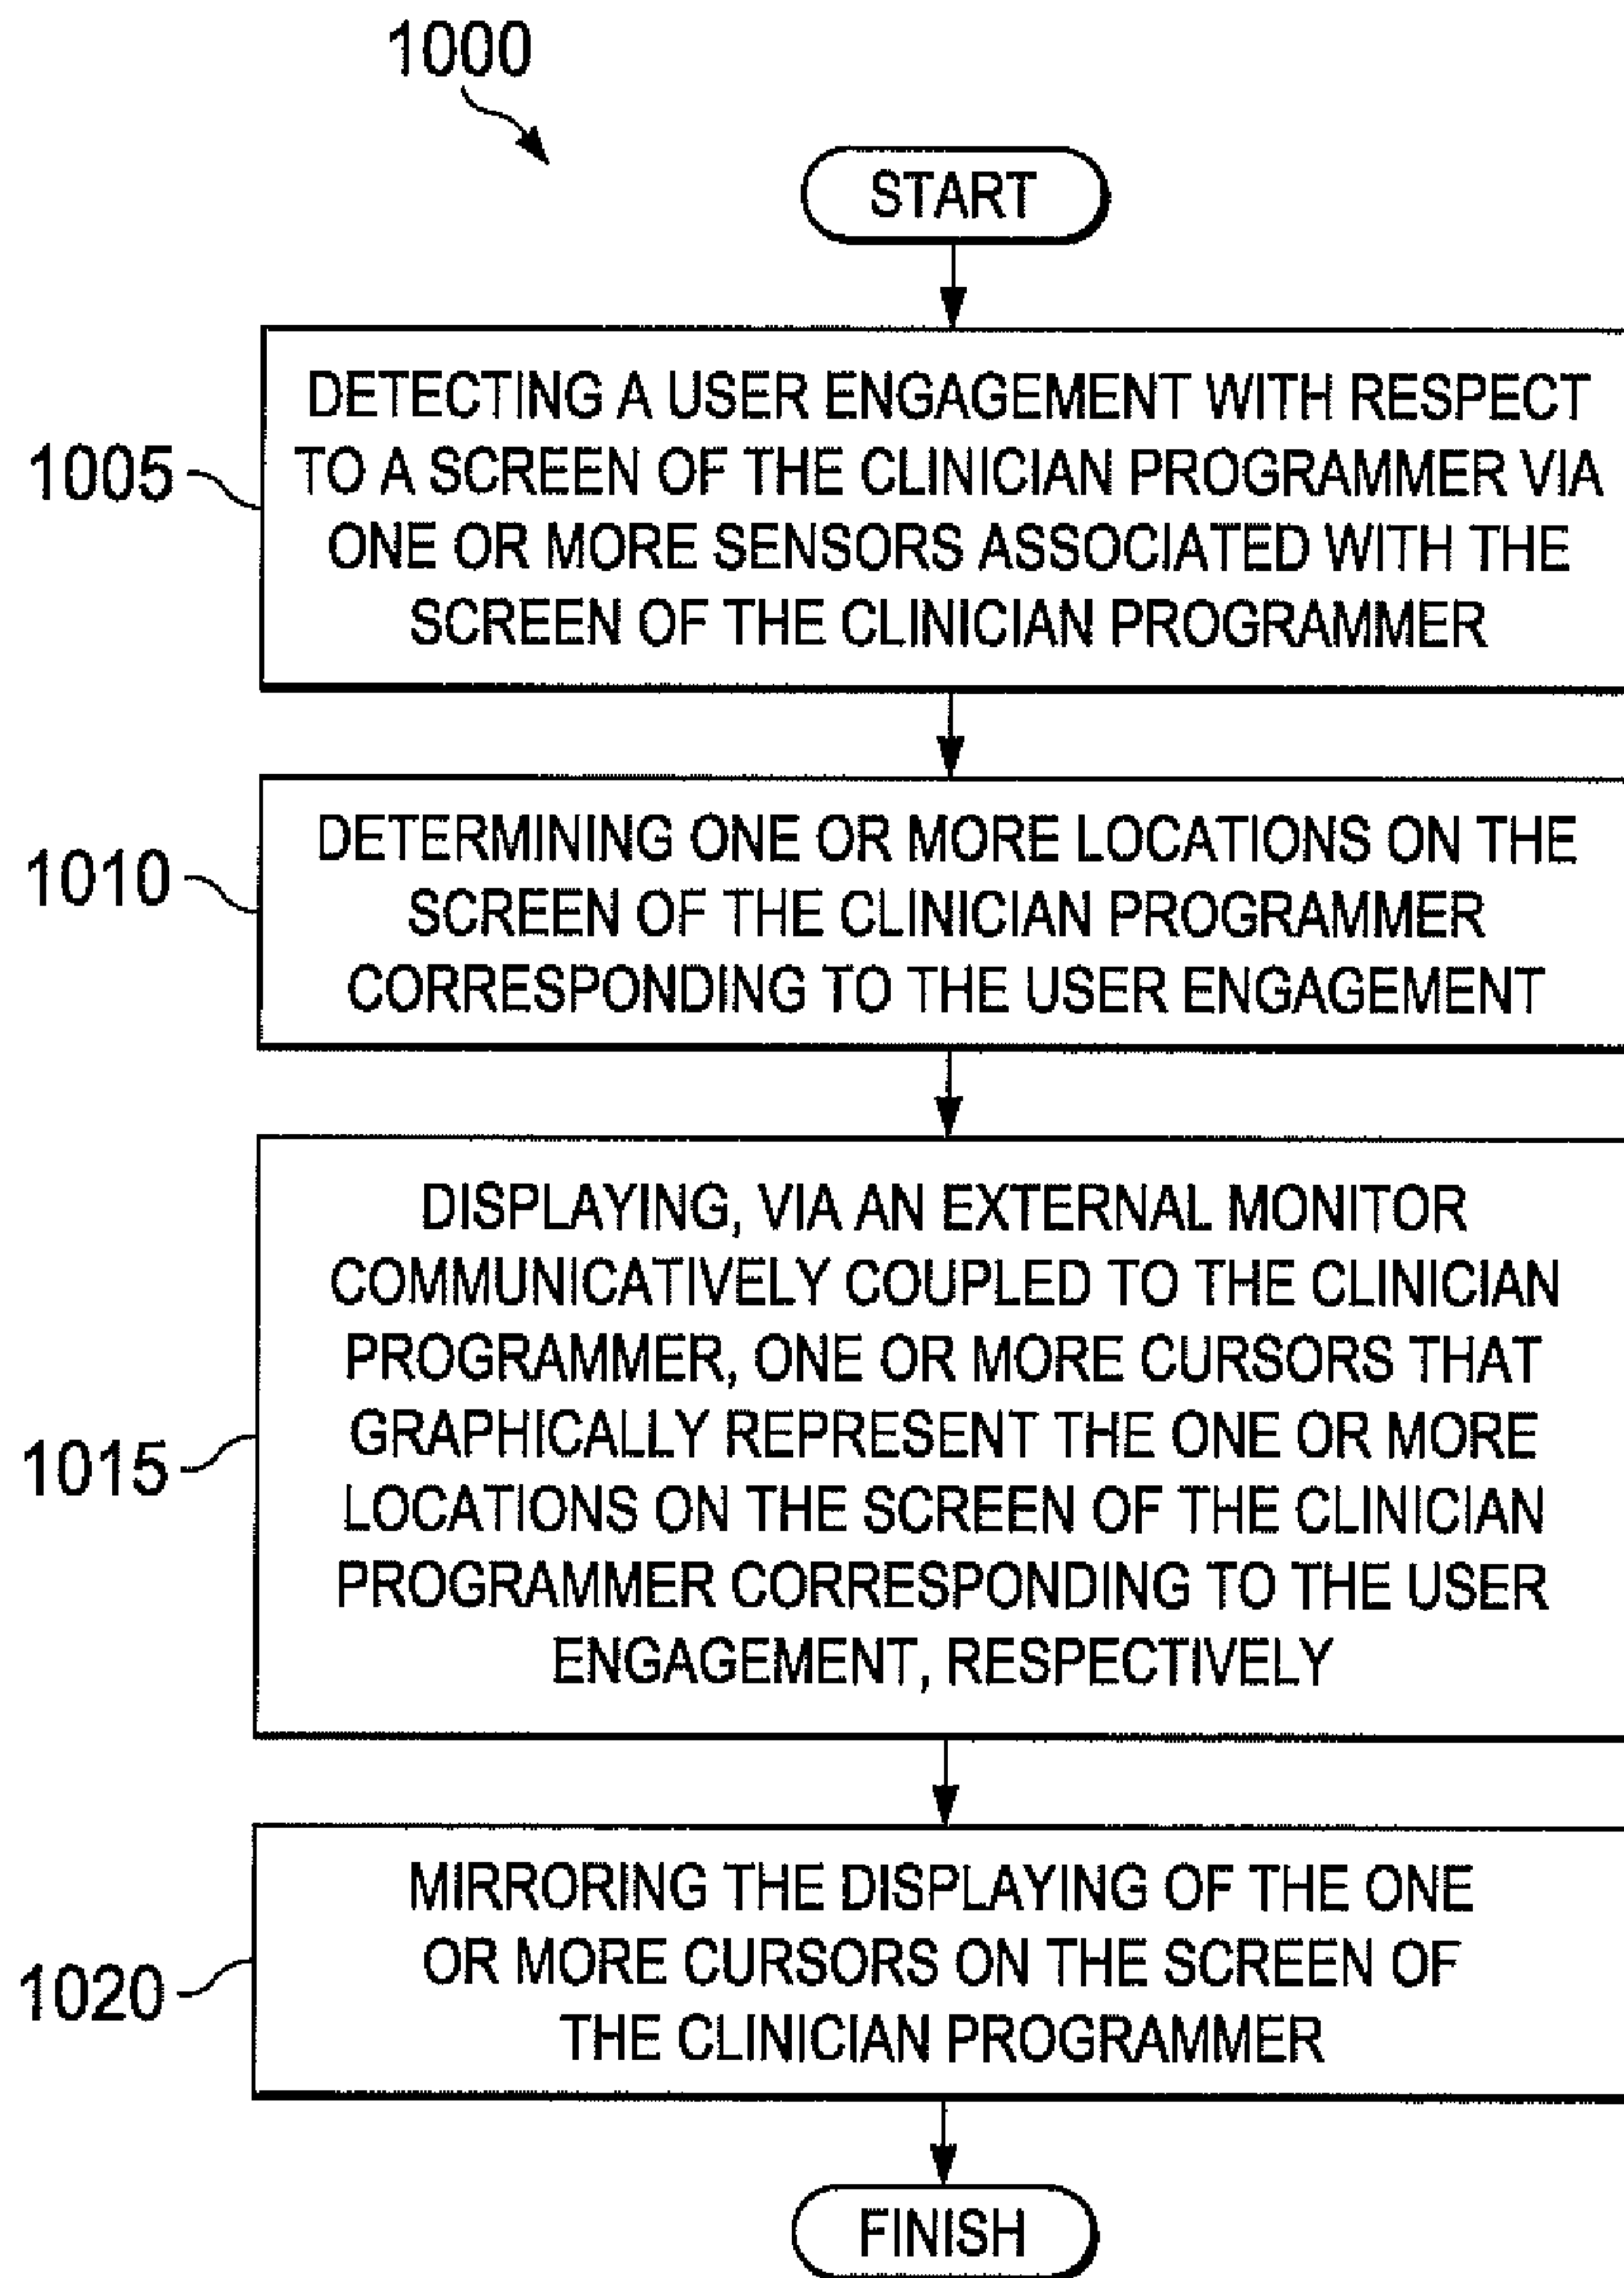 1000
START
1005
DETECTING A USER ENGAGEMENT WITH RESPECT
TO A SCREEN OF THE CLINICIAN PROGRAMMER VIA
ONE OR MORE SENSORS ASSOCIATED WITH THE
SCREEN OF THE CLINICIAN PROGRAMMER
1010
DETERMINING ONE OR MORE LOCATIONS ON THE
SCREEN OF THE CLINICIAN PROGRAMMER
CORRESPONDING TO THE USER ENGAGEMENT
1015
DISPLAYING, VIA AN EXTERNAL MONITOR
COMMUNICATIVELY COUPLED TO THE CLINICIAN
PROGRAMMER, ONE OR MORE CURSORS THAT
GRAPHICALLY REPRESENT THE ONE OR MORE
LOCATIONS ON THE SCREEN OF THE CLINICIAN
PROGRAMMER CORRESPONDING TO THE USER
ENGAGEMENT, RESPECTIVELY
1020
MIRRORING THE DISPLAYING OF THE ONE
OR MORE CURSORS ON THE SCREEN OF
THE CLINICIAN PROGRAMMER
FINISH